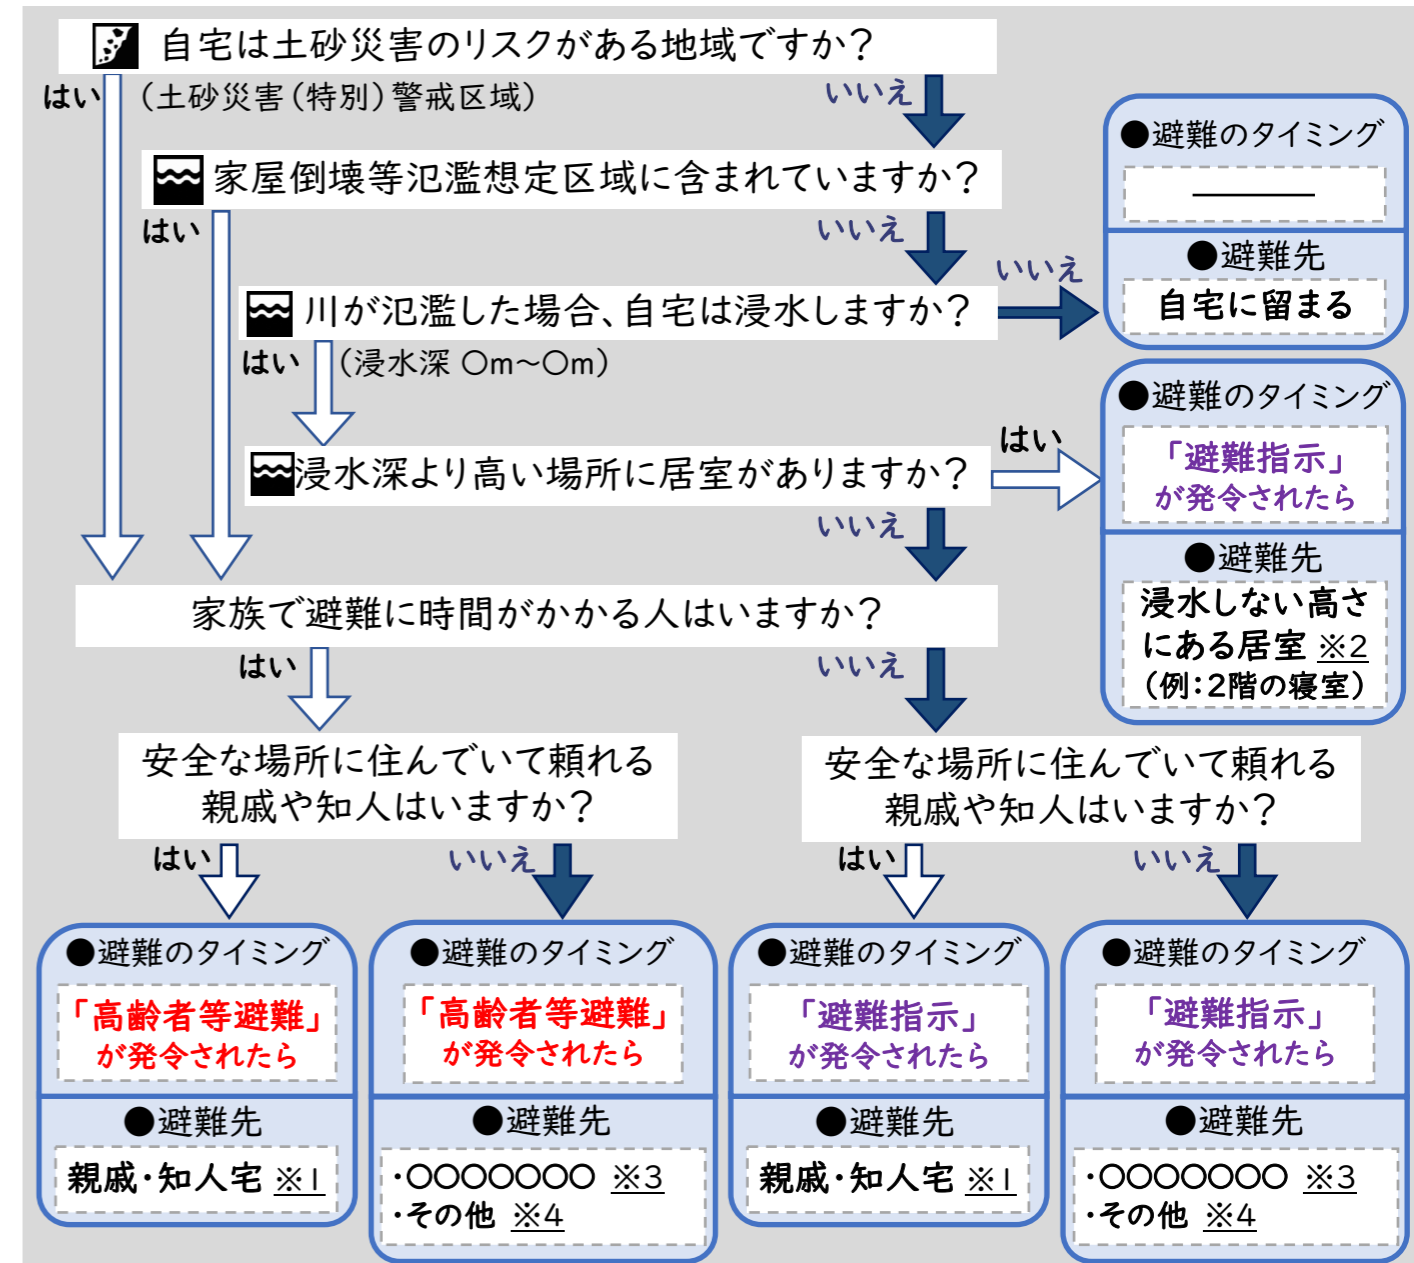 自宅は土砂災害のリスクがある地域ですか?
はい
(土砂災害(特別)警戒区域)
いいえ
家屋倒壊等氾濫想定区域に含まれていますか?
はい
いいえ
川が氾濫した場合、自宅は浸水しますか?
いいえ
はい
(浸水深 〇m~〇m)
●避難のタイミング
●避難先
自宅に留まる
浸水深より高い場所に居室がありますか?
はい
いいえ
●避難のタイミング
「避難指示」
が発令されたら
●避難先
浸水しない高さ
にある居室 ※2
(例:2階の寝室)
家族で避難に時間がかかる人はいますか?
はい
いいえ
安全な場所に住んでいて頼れる
親戚や知人はいますか?
はい
いいえ
安全な場所に住んでいて頼れる
親戚や知人はいますか?
はい
いいえ
●避難のタイミング
「高齢者等避難」
が発令されたら
●避難先
親戚・知人宅 ※1
●避難のタイミング
「高齢者等避難」
が発令されたら
●避難先
・〇〇〇〇〇〇〇 ※3
・その他 ※4
●避難のタイミング
「避難指示」
が発令されたら
●避難先
親戚・知人宅 ※1
●避難のタイミング
「避難指示」
が発令されたら
●避難先
・〇〇〇〇〇〇〇 ※3
・その他 ※4